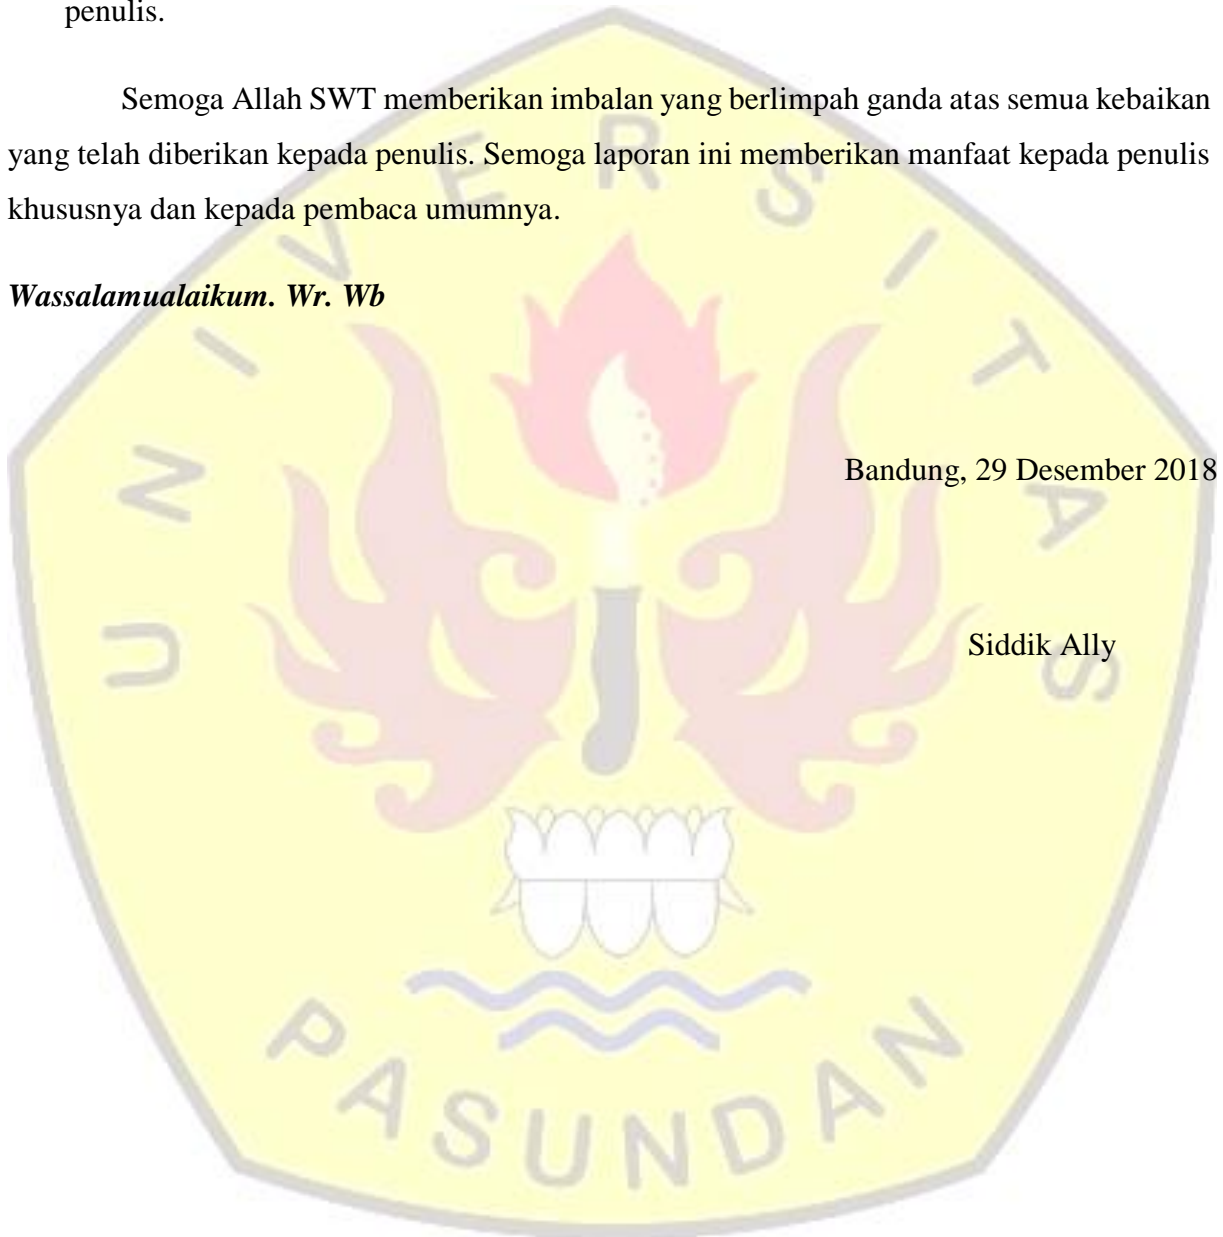 penulis.
Semoga Allah SWT memberikan imbalan yang berlimpah ganda atas semua kebaikan
yang telah diberikan kepada penulis. Semoga laporan ini memberikan manfaat kepada penulis
khususnya dan kepada pembaca umumnya.
Wassalamualaikum. Wr. Wb
Bandung, 29 Desember 2018
Siddik Ally
UNIVERSITAS
PASUNDAN